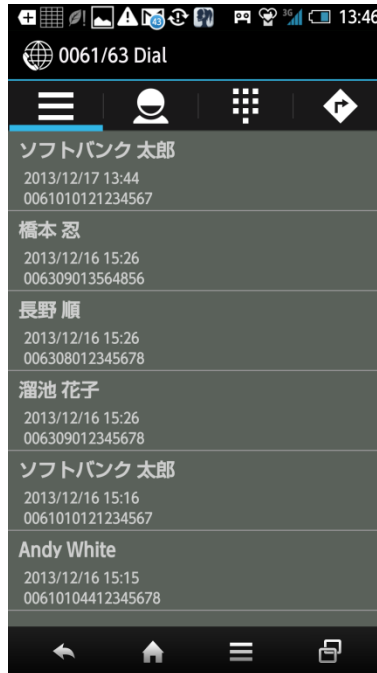 43
3G
13:46
0061/63 Dial
ソフトバンク 太郎
2013/12/17 13:44
0061010121234567
橋本 忍
2013/12/16 15:26
006309013564856
長野 順
2013/12/16 15:26
006308012345678
溜池 花子
2013/12/16 15:26
006309012345678
ソフトバンク 太郎
2013/12/16 15:16
0061010121234567
Andy White
2013/12/16 15:15
00610104412345678